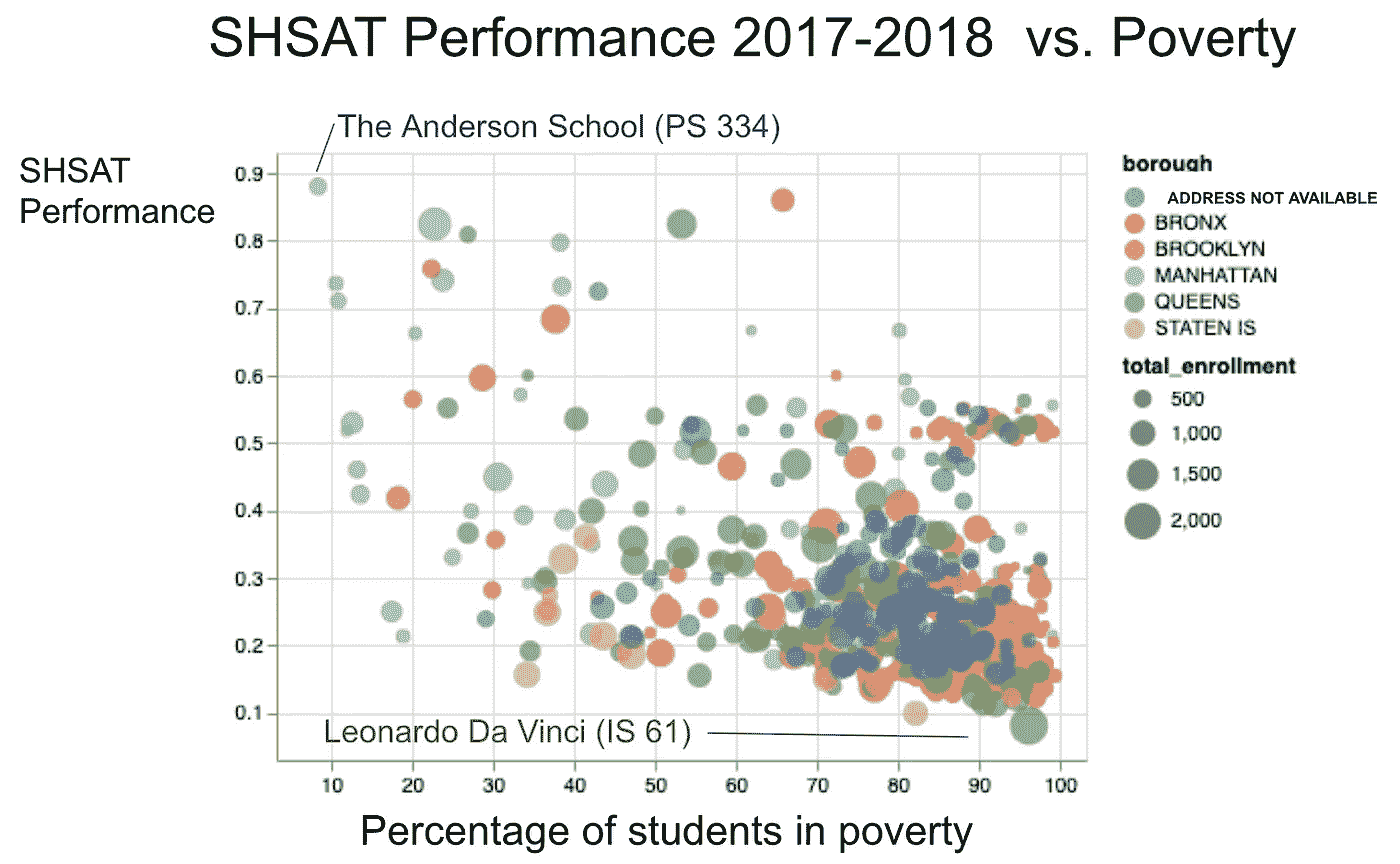 SHSAT Performance 2017-2018 vs. Poverty
The Anderson School (PS 334)
SHSAT
Performance
0.9
0.8
0.7
0.6
0.5
0.4
0.3
0.2
0.1
Leonardo Da Vinci (IS 61)
10 20 30 40 50 60 70 80 90 100
Percentage of students in poverty
borough
ADDRESS NOT AVAILABLE
BRONX
BROOKLYN
MANHATTAN
QUEENS
STATEN IS
total_enrollment
500
1,000
1,500
2,000